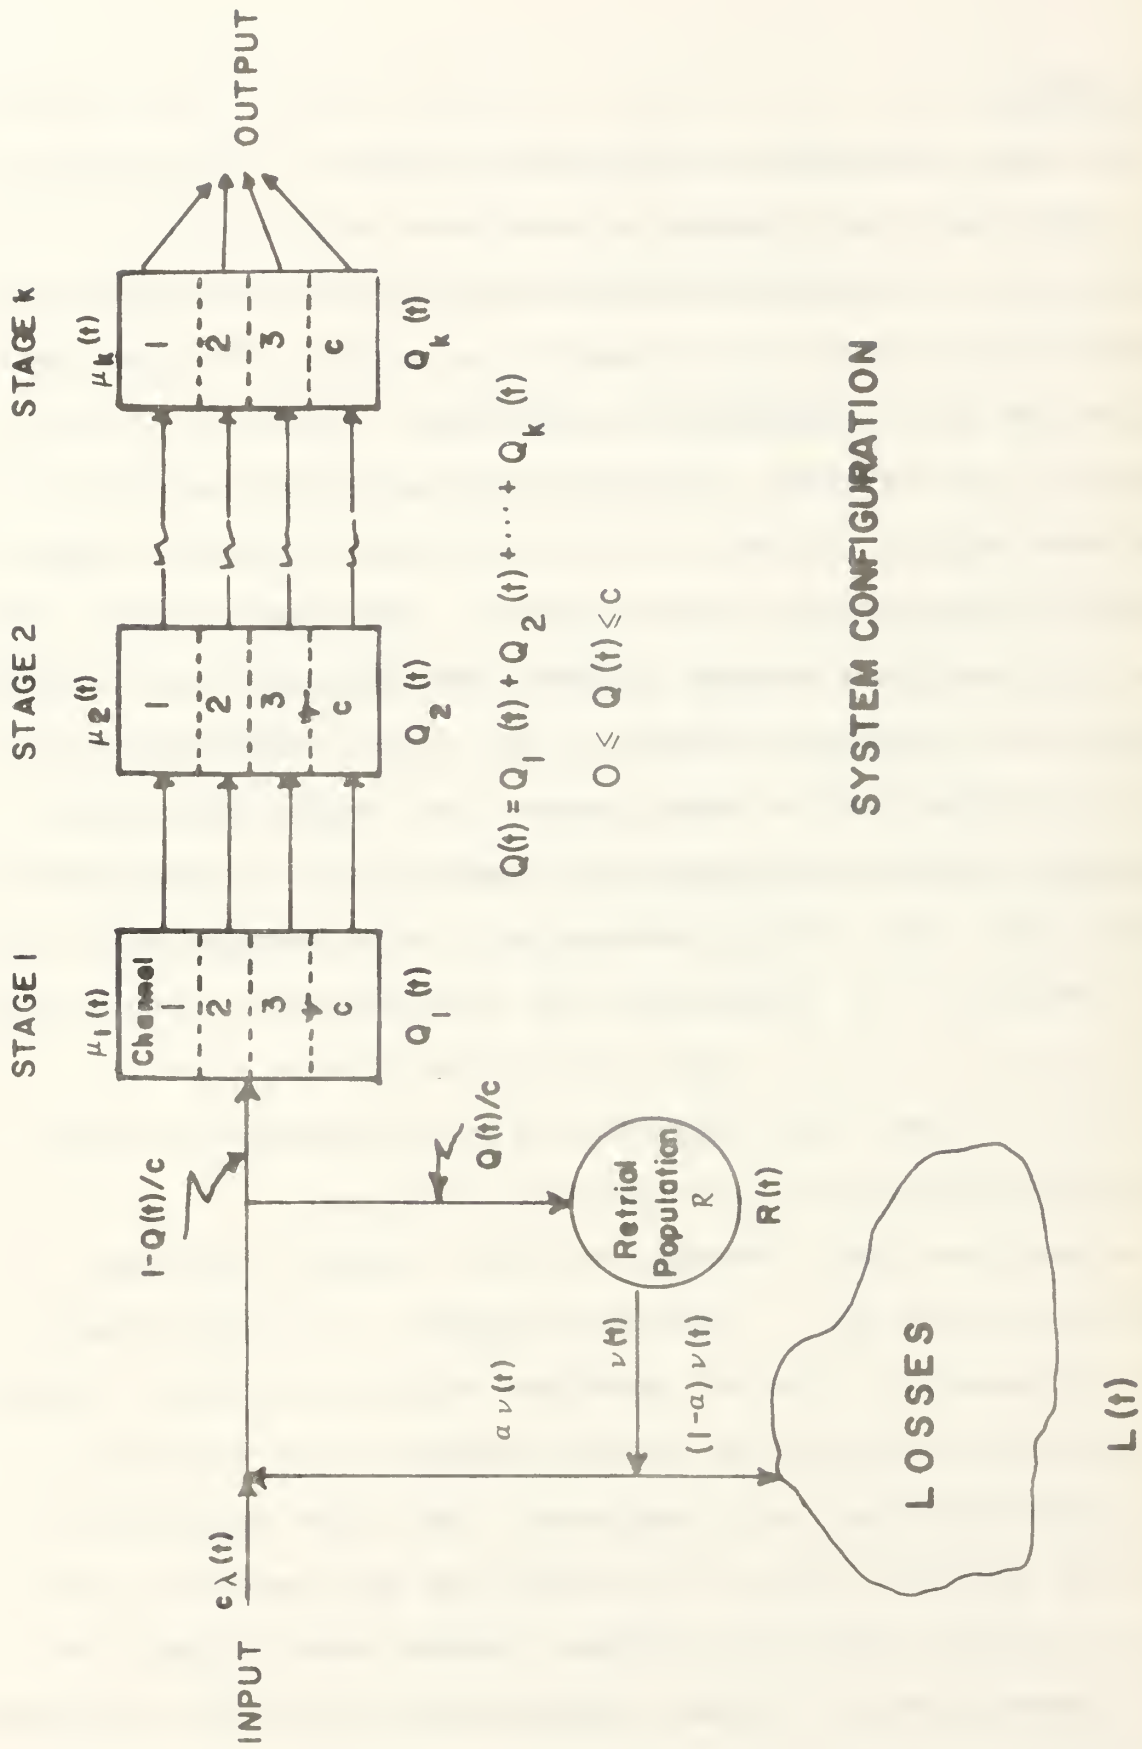 STAGE 1
STAGE 2
STAGE k
μ₁(t)
μ₂(t)
μₖ(t)
Channel
1
2
3
c
1
2
3
c
1
2
3
c
OUTPUT
Q₁(t)
Q₂(t)
Qₖ(t)
INPUT
cλ(t)
1-Q(t)/c
Q(t)/c
Q(t) = Q₁(t) + Q₂(t) + ··· + Qₖ(t)
0 ≤ Q(t) ≤ c
αν(t)
ν(t)
(1-α)ν(t)
Retrial
Population
R
R(t)
LOSSES
L(t)
SYSTEM CONFIGURATION